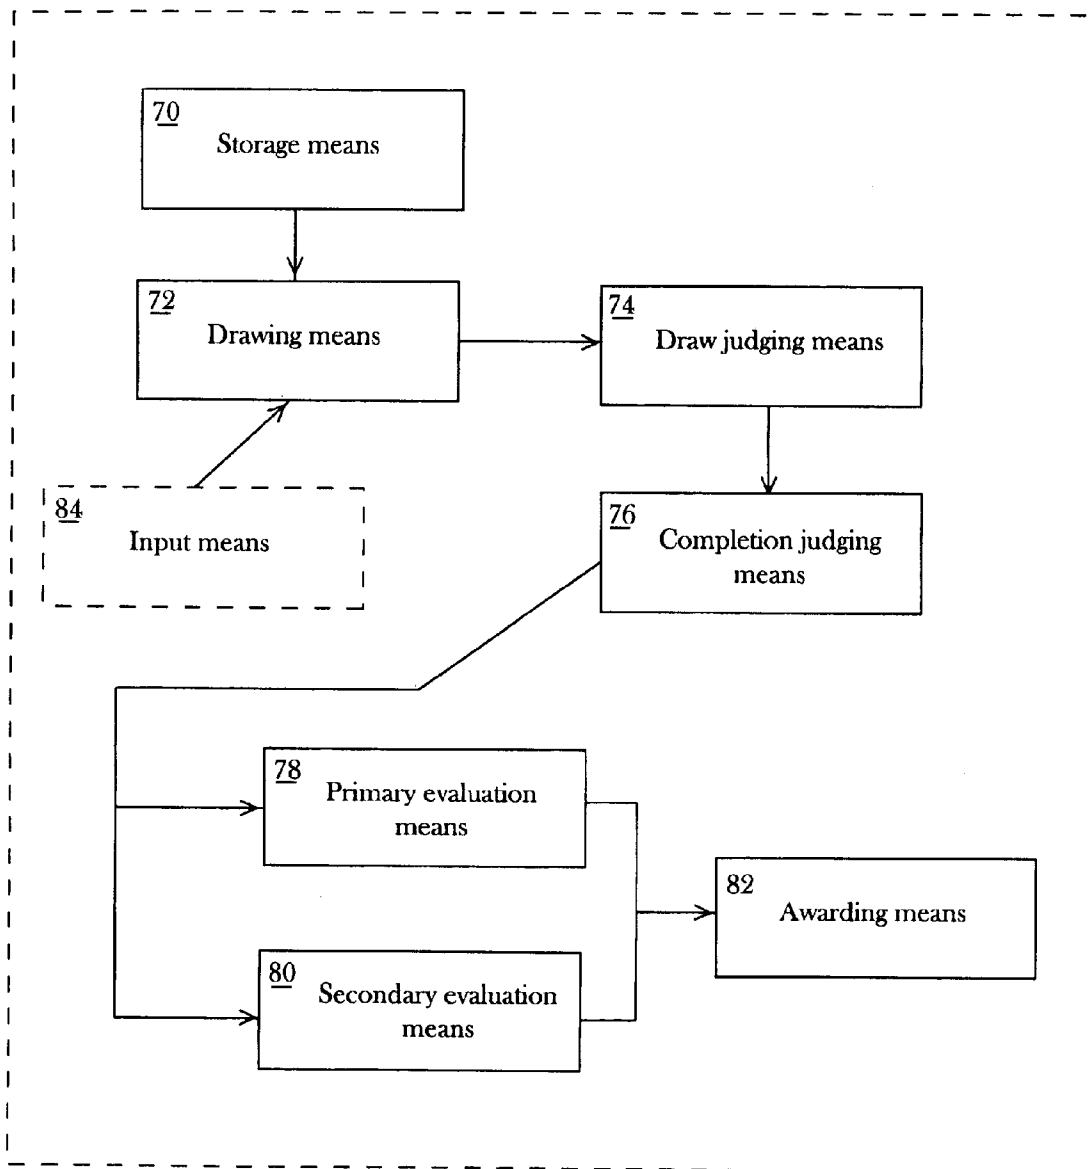 70
Storage means
72
Drawing means
74
Draw judging means
84
Input means
76
Completion judging
means
78
Primary evaluation
means
82
Awarding means
80
Secondary evaluation
means